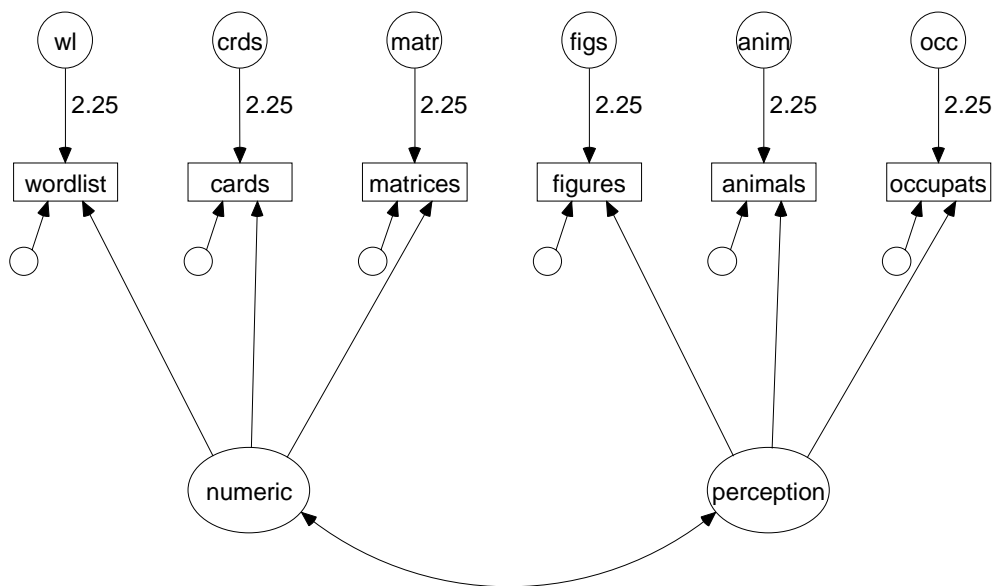 wl crds matr figs anim occ
2.25 2.25 2.25 2.25 2.25 2.25
wordlist cards matrices figures animals occupats
numeric perception